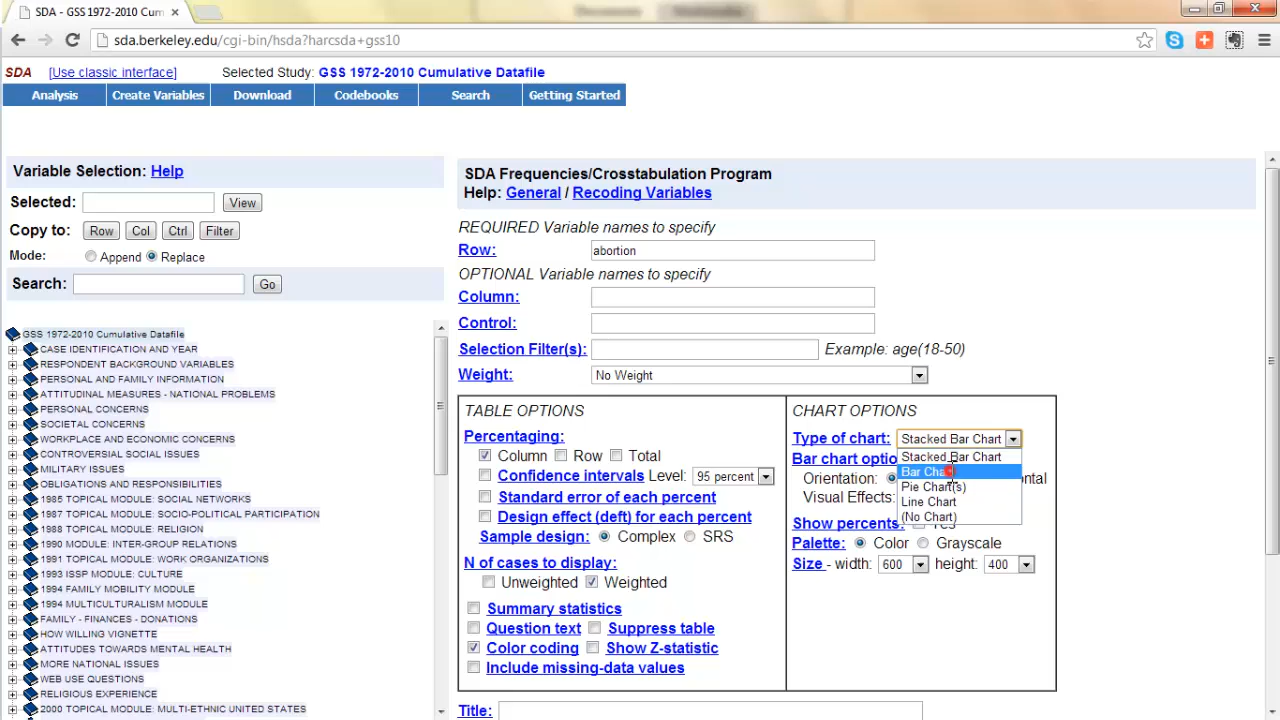 SDA - GSS 1972-2010 Cum
sda.berkeley.edu/cgi-bin/hsda?harcsda+gss10
SDA [Use classic interface] Selected Study: GSS 1972-2010 Cumulative Datafile
Analysis Create Variables Download Codebooks Search Getting Started
Variable Selection: Help
Selected: View
Copy to: Row Col Ctrl Filter
Mode: Append Replace
Search: Go
GSS 1972-2010 Cumulative Datafile
CASE IDENTIFICATION AND YEAR
RESPONDENT BACKGROUND VARIABLES
PERSONAL AND FAMILY INFORMATION
ATTITUDINAL MEASURES - NATIONAL PROBLEMS
PERSONAL CONCERNS
SOCIETAL CONCERNS
WORKPLACE AND ECONOMIC CONCERNS
CONTROVERSIAL SOCIAL ISSUES
MILITARY ISSUES
OBLIGATIONS AND RESPONSIBILITIES
1985 TOPICAL MODULE: SOCIAL NETWORKS
1987 TOPICAL MODULE: SOCIO-POLITICAL PARTICIPATION
1988 TOPICAL MODULE: RELIGION
1990 MODULE: INTER-GROUP RELATIONS
1991 TOPICAL MODULE: WORK ORGANIZATIONS
1993 ISSP MODULE: CULTURE
1994 FAMILY MOBILITY MODULE
1994 MULTICULTURALISM MODULE
FAMILY - FINANCES - DONATIONS
HOW WILLING VIGNETTE
ATTITUDES TOWARDS MENTAL HEALTH
MORE NATIONAL ISSUES
WEB USE QUESTIONS
RELIGIOUS EXPERIENCE
2000 TOPICAL MODULE: MULTI-ETHNIC UNITED STATES
SDA Frequencies/Crosstabulation Program
Help: General / Recoding Variables
REQUIRED Variable names to specify
Row: abortion
OPTIONAL Variable names to specify
Column:
Control:
Selection Filter(s): Example: age(18-50)
Weight: No Weight
TABLE OPTIONS
Percentaging:
Column Row Total
Confidence intervals Level: 95 percent
Standard error of each percent
Design effect (deft) for each percent
Sample design: Complex SRS
N of cases to display:
Unweighted Weighted
Summary statistics
Question text Suppress table
Color coding Show Z-statistic
Include missing-data values
CHART OPTIONS
Type of chart: Stacked Bar Chart
Stacked Bar Chart
Bar Chart
Pie Chart(s)
Line Chart
(No Chart)
Bar chart optio
Orientation: ntal
Visual Effects:
Show percents: Yes
Palette: Color Grayscale
Size - width: 600 height: 400
Title: